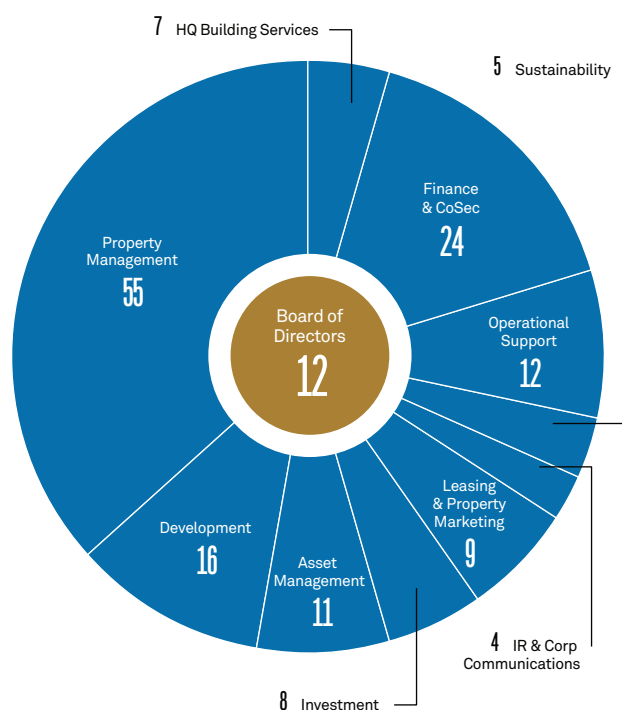 7 HQ Building Services
5 Sustainability
Finance
& CoSec
24
Property
Management
55
Board of
Directors
12
Operational
Support
12
Leasing
& Property
Marketing
9
Development
16
Asset
Management
11
4 IR & Corp
Communications
8 Investment